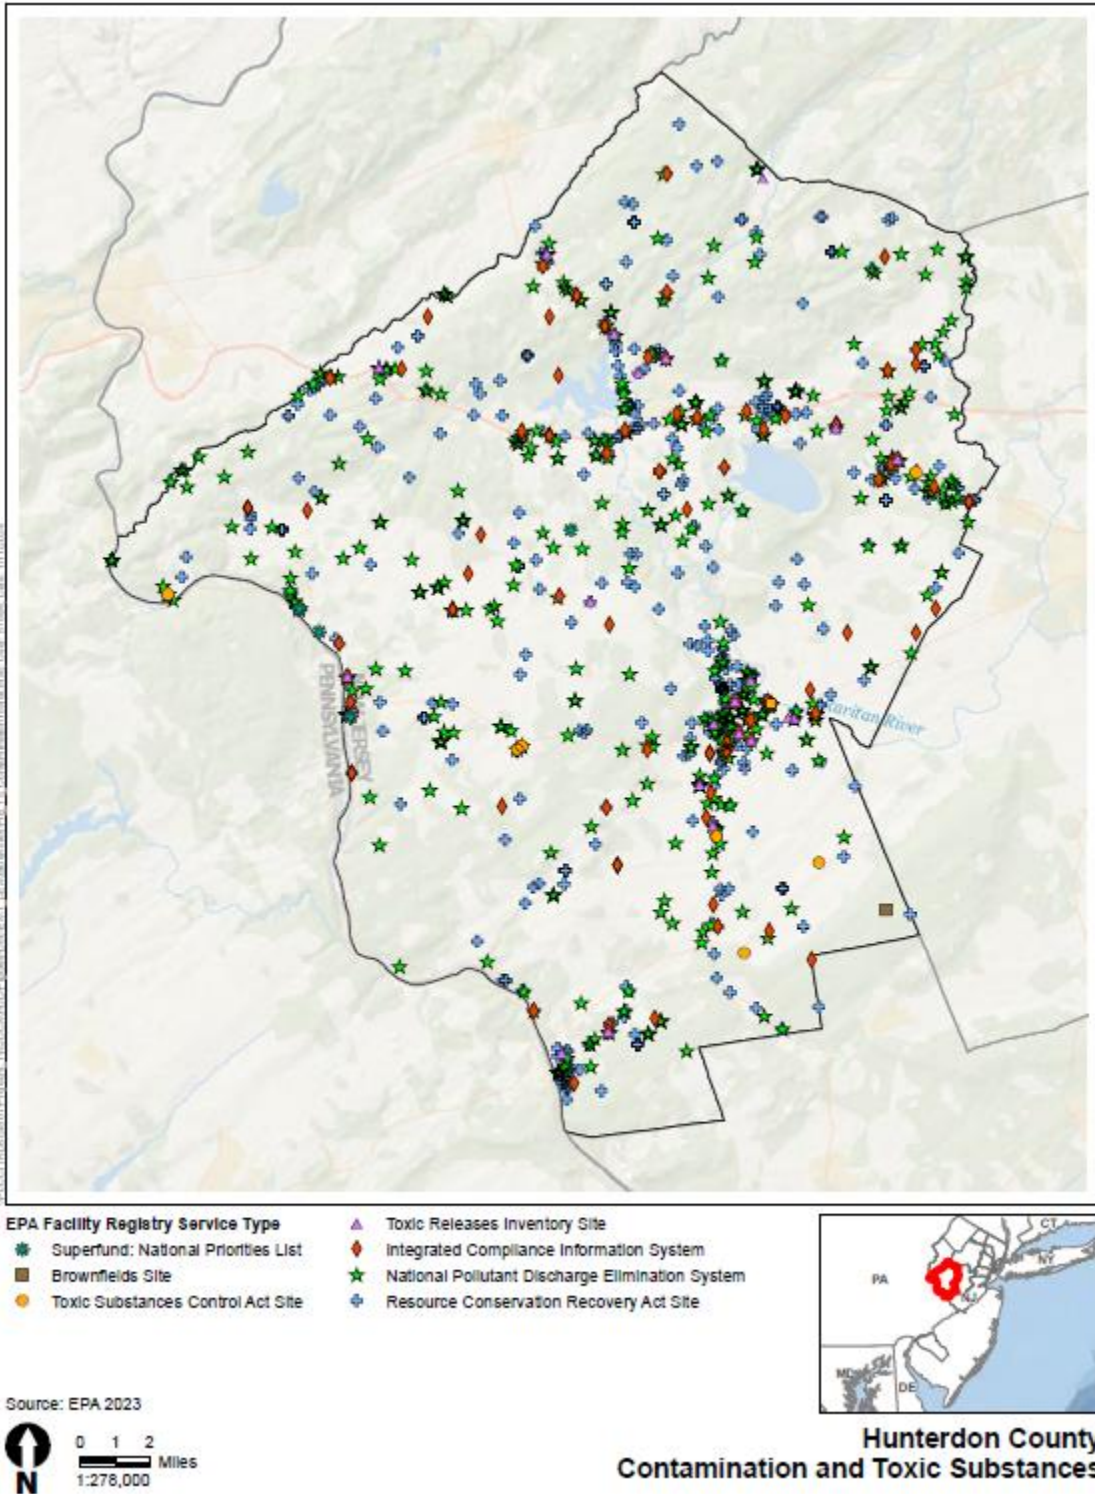 PENNSYLVANIA
JERSEY
Raritan River
EPA Facility Registry Service Type
Superfund: National Priorities List
Brownfields Site
Toxic Substances Control Act Site
Toxic Releases Inventory Site
Integrated Compliance Information System
National Pollutant Discharge Elimination System
Resource Conservation Recovery Act Site
CT
NY
PA
NJ
MD
DE
Source: EPA 2023
N
0 1 2
Miles
1:278,000
Hunterdon County
Contamination and Toxic Substances